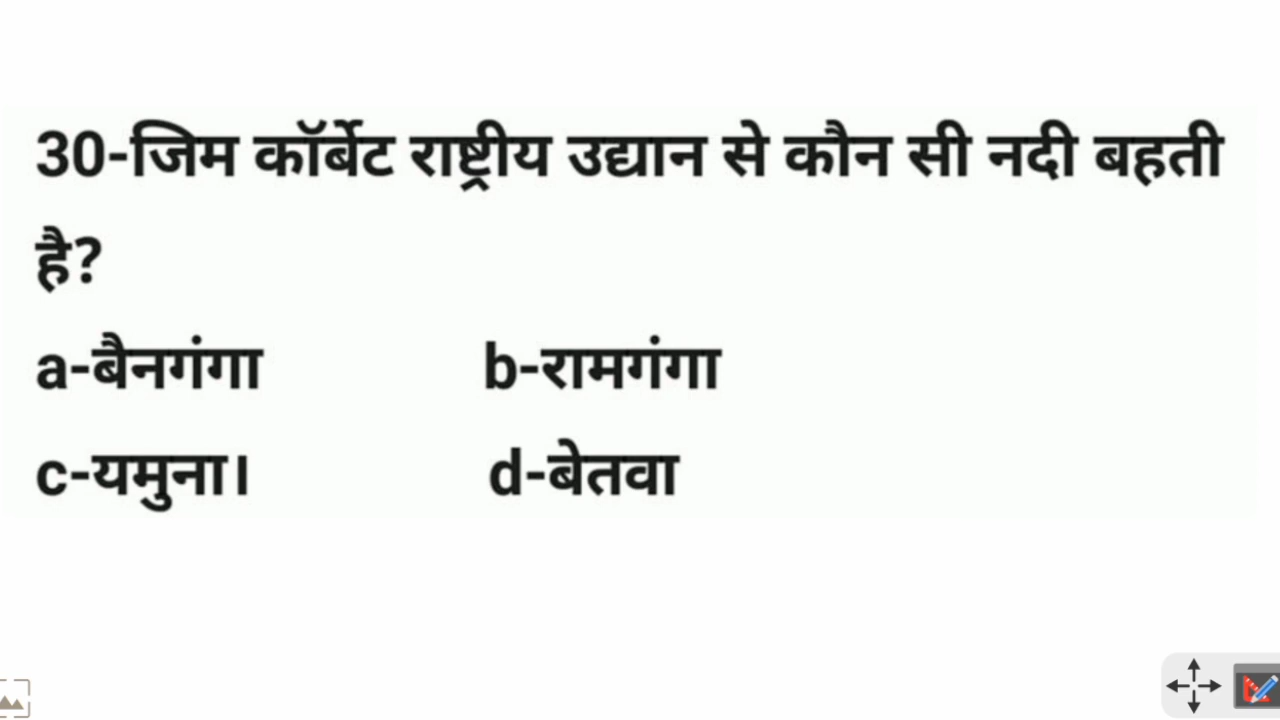 30-जिम कॉर्बेट राष्ट्रीय उद्यान से कौन सी नदी बहती
है?
a-बैनगंगा b-रामगंगा
c-यमुना। d-बेतवा